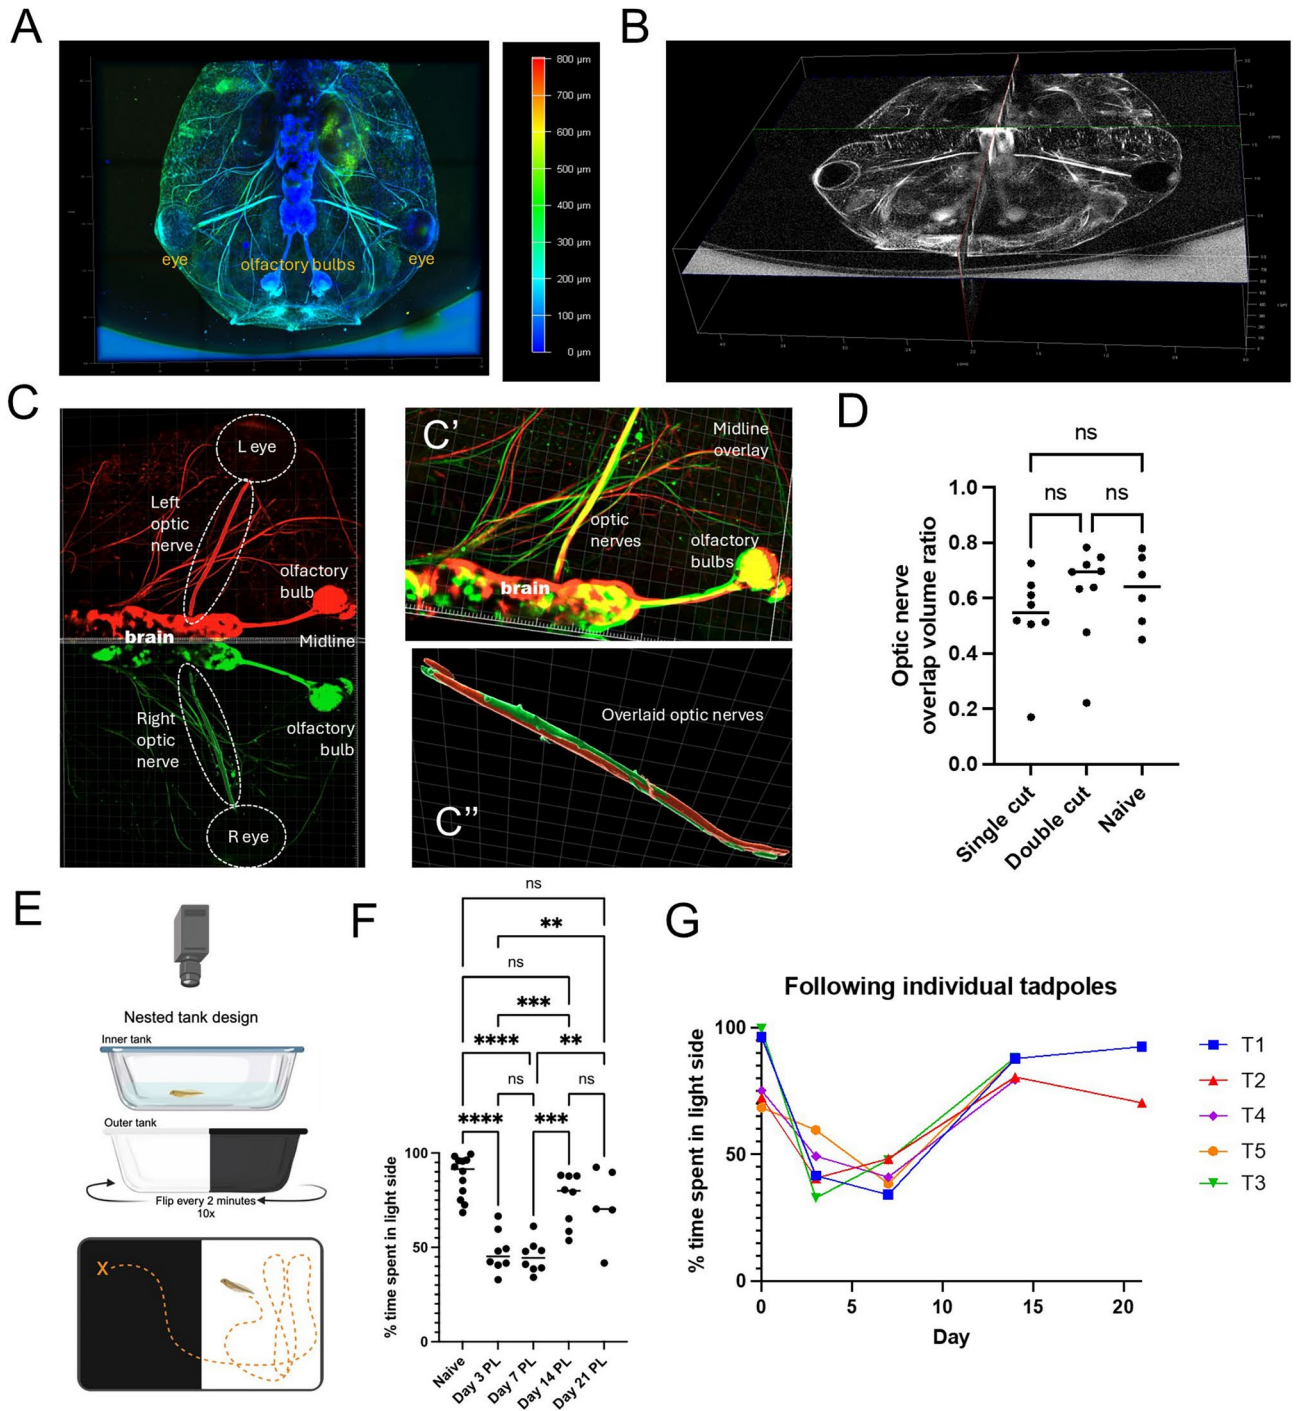 A
800 µm
700 µm
600 µm
500 µm
400 µm
300 µm
200 µm
100 µm
0 µm
eye
olfactory bulbs
eye
B
C
L eye
Left
optic
nerve
olfactory
bulb
brain
Midline
Right
optic
nerve
olfactory
bulb
R eye
C'
Midline
overlay
optic
nerves
olfactory
bulbs
brain
Overlaid optic nerves
C''
D
ns
ns
ns
Optic nerve
overlap volume ratio
1.0
0.8
0.6
0.4
0.2
0.0
Single cut
Double cut
Naive
E
Nested tank design
Inner tank
Outer tank
Flip every 2 minutes
10x
X
F
ns
**
ns
***
****
**
ns
ns
****
***
% time spent in light side
100
50
0
Naive
Day 3 PL
Day 7 PL
Day 14 PL
Day 21 PL
G
Following individual tadpoles
% time spent in light side
100
50
0
0
5
10
15
20
Day
T1
T2
T4
T5
T3